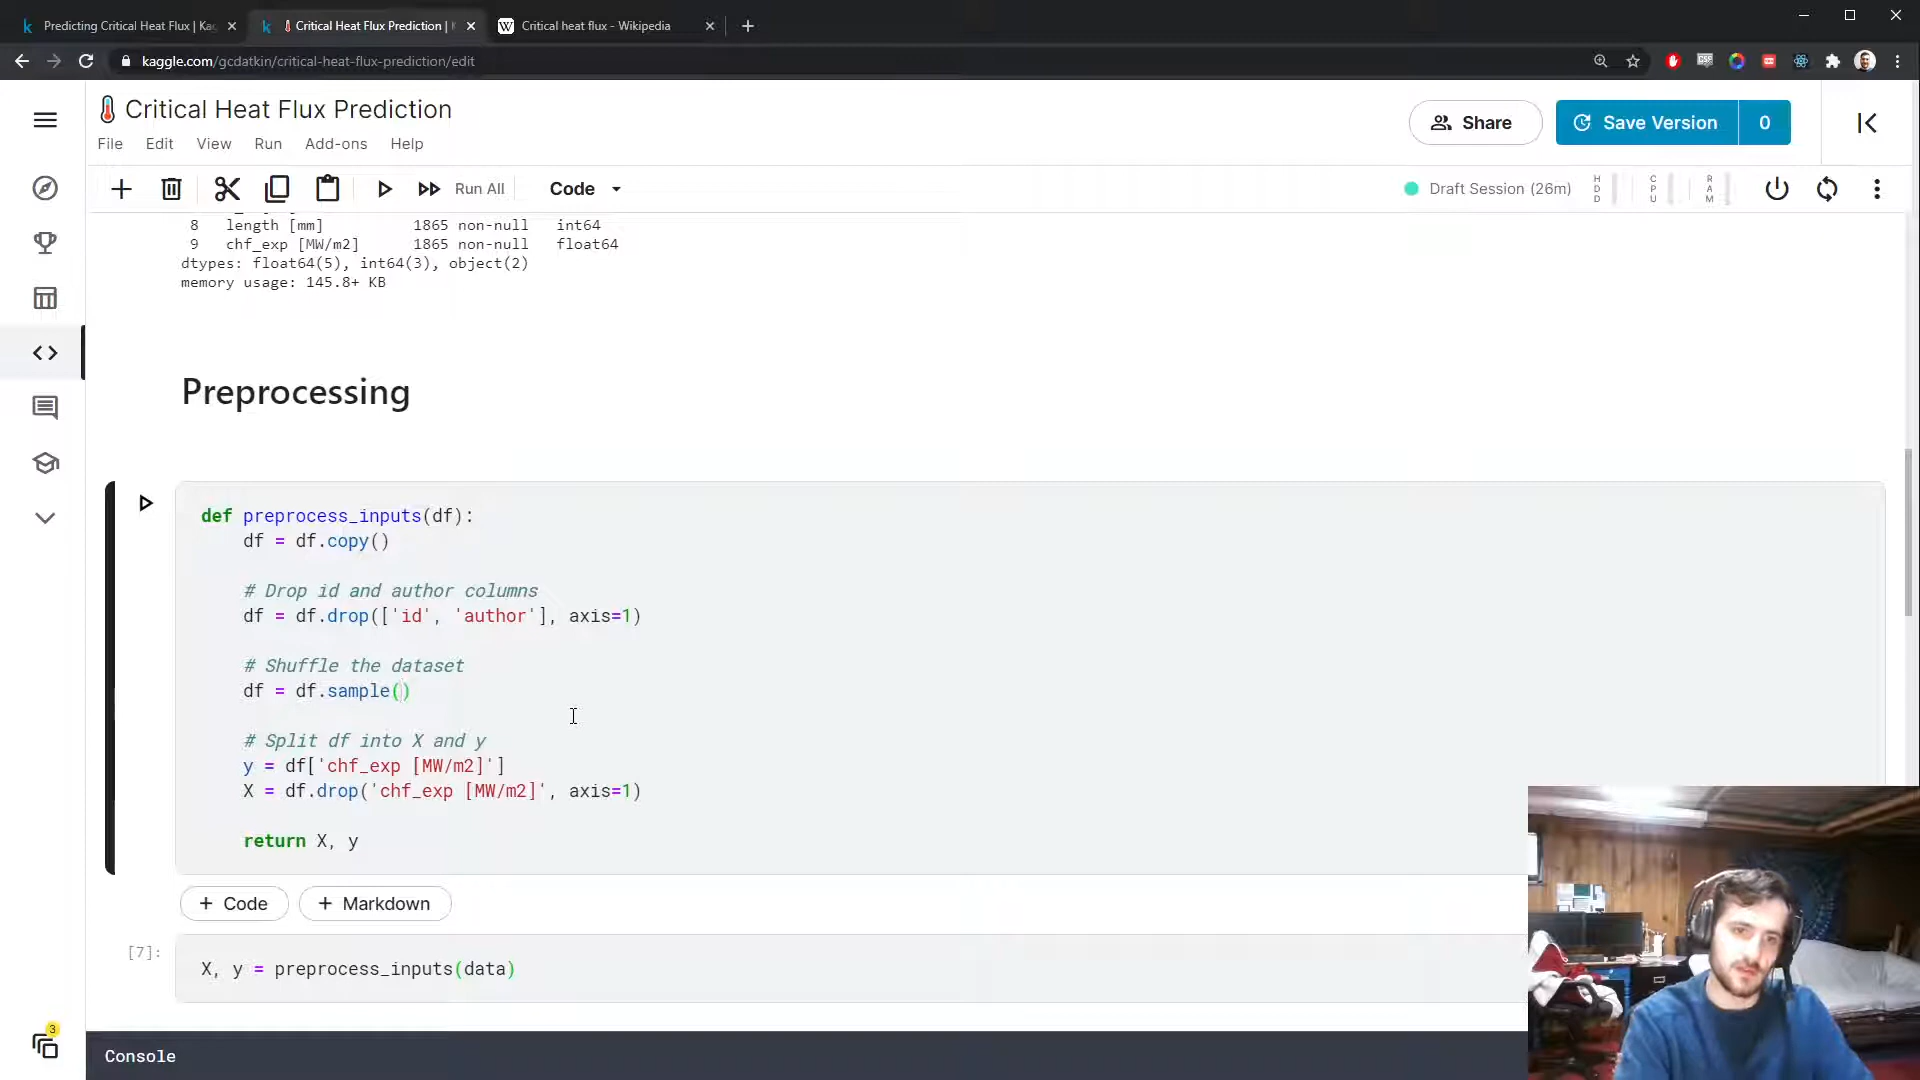 Predicting Critical Heat Flux | Kag
Critical Heat Flux Prediction |
Critical heat flux - Wikipedia
kaggle.com/gcdatkin/critical-heat-flux-prediction/edit
Critical Heat Flux Prediction
File Edit View Run Add-ons Help
Share
Save Version 0
Run All
Code
Draft Session (26m)
HDD
CPU
RAM
8 length [mm] 1865 non-null int64
9 chf_exp [MW/m2] 1865 non-null float64
dtypes: float64(5), int64(3), object(2)
memory usage: 145.8+ KB
Preprocessing
def preprocess_inputs(df):
df = df.copy()
# Drop id and author columns
df = df.drop(['id', 'author'], axis=1)
# Shuffle the dataset
df = df.sample()
# Split df into X and y
y = df['chf_exp [MW/m2]']
X = df.drop('chf_exp [MW/m2]', axis=1)
return X, y
+ Code + Markdown
[7]:
X, y = preprocess_inputs(data)
3
Console